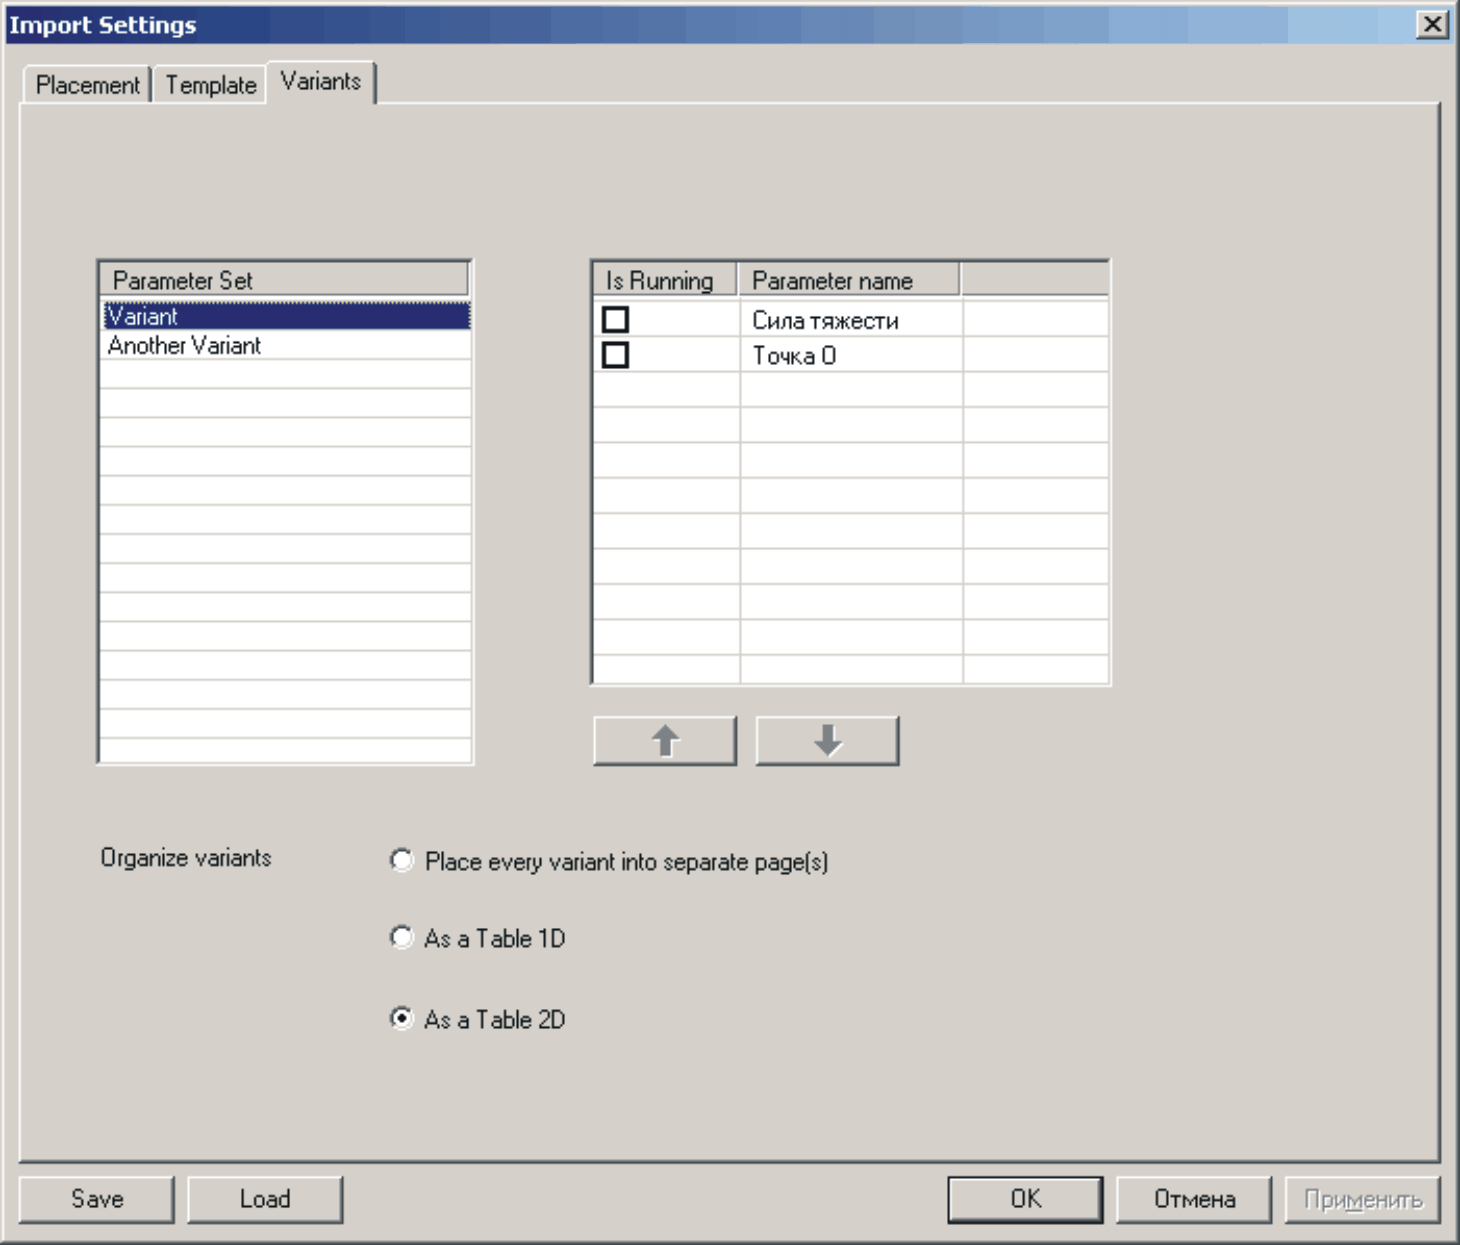 Import Settings
Placement Template Variants
Parameter Set
Variant
Another Variant
Is Running Parameter name
Сила тяжести
Точка О
Organize variants
Place every variant into separate page(s)
As a Table 1D
As a Table 2D
Save Load OK Отмена Применить